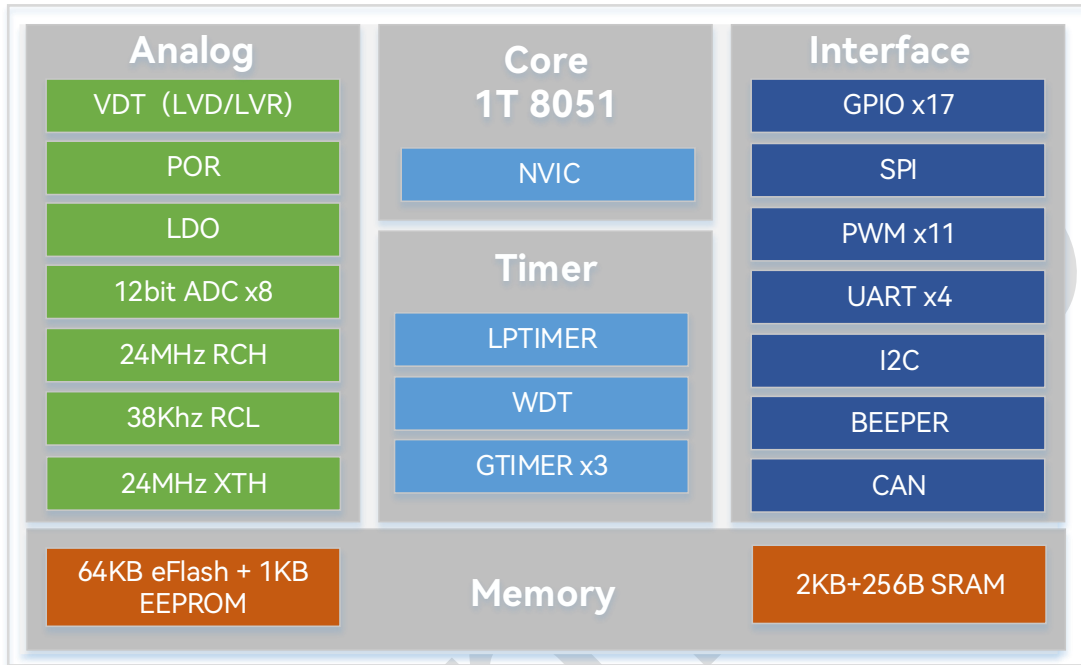 Analog
VDT（LVD/LVR)
POR
LDO
12bit ADC x8
24MHz RCH
38Khz RCL
24MHz XTH
Core
1T 8051
NVIC
Timer
LPTIMER
WDT
GTIMER x3
Interface
GPIO x17
SPI
PWM x11
UART x4
I2C
BEEPER
CAN
64KB eFlash + 1KB
EEPROM
Memory
2KB+256B SRAM